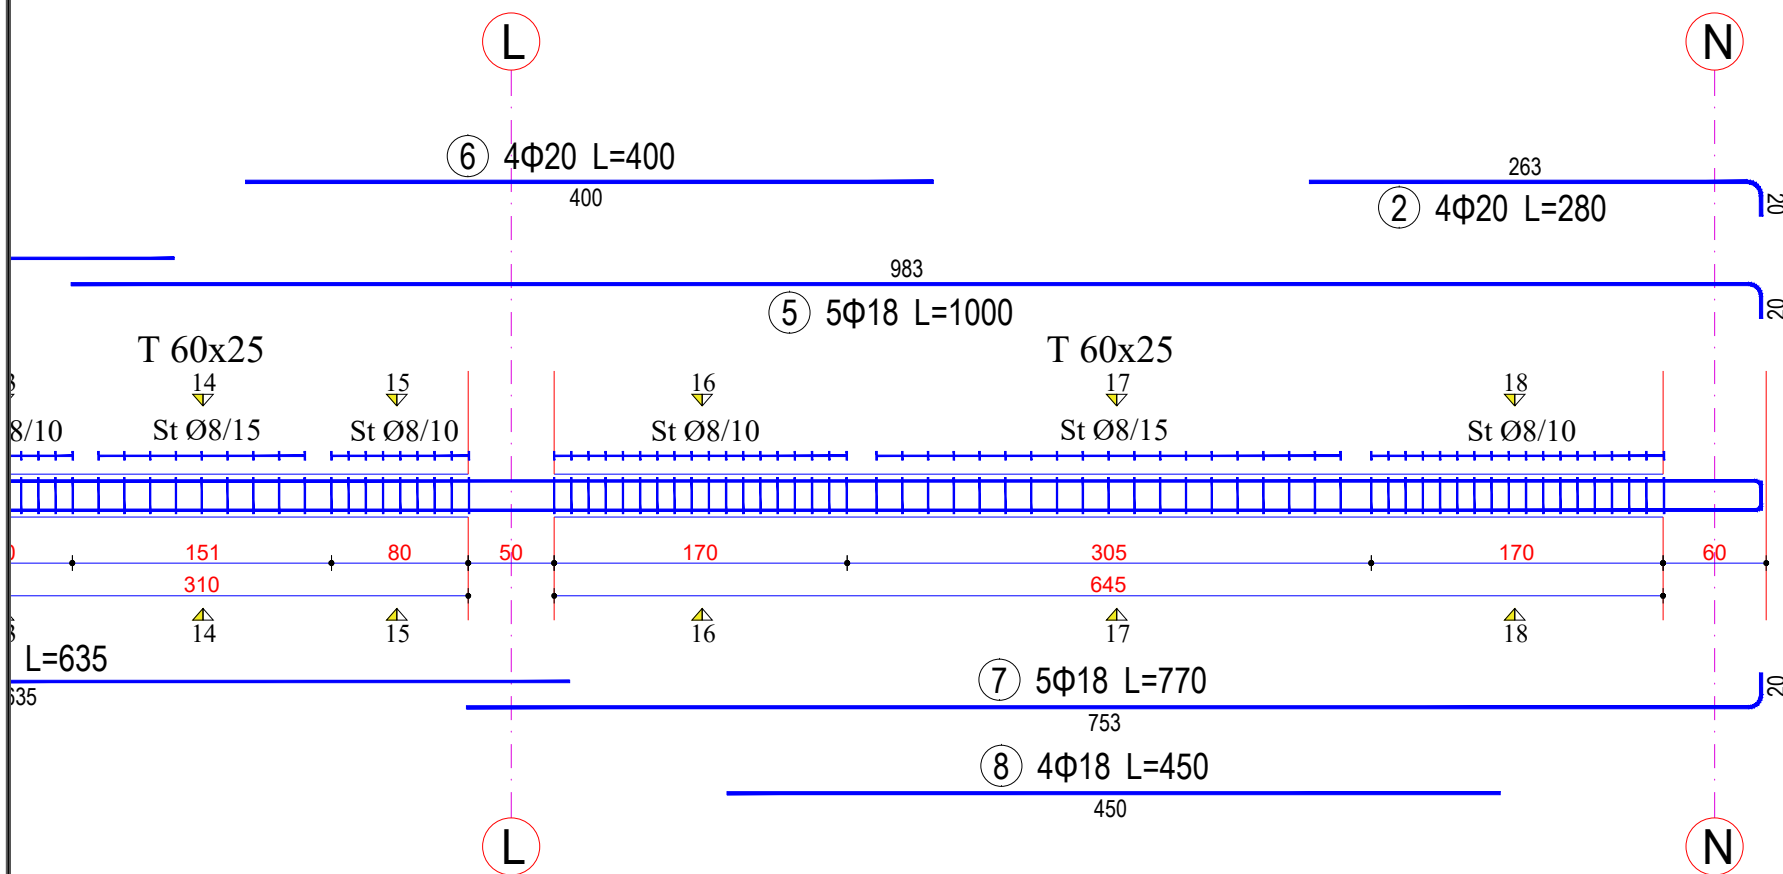 L N
6 4Φ20 L=400
400
263
2 4Φ20 L=280
20
983
5 5Φ18 L=1000
20
T 60x25 T 60x25
14 15 16 17 18
8/10 St Ø8/15 St Ø8/10 St Ø8/10 St Ø8/15 St Ø8/10
151 80 50 170 305 170 60
310 645
14 15 16 17 18
L=635
635
7 5Φ18 L=770
753
20
8 4Φ18 L=450
450
L N